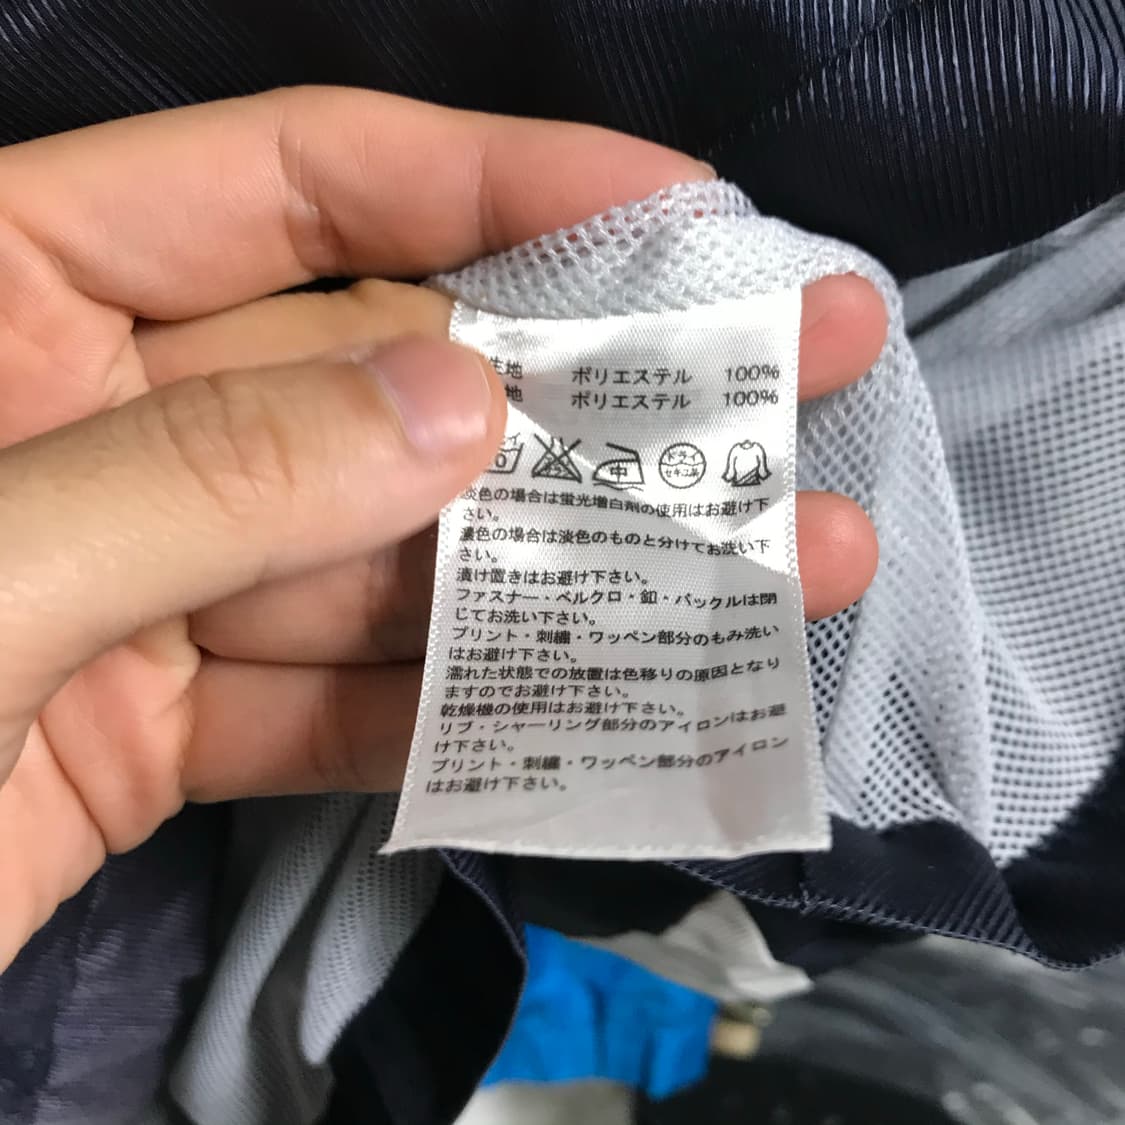 生地 ポリエステル 100%
地 ポリエステル 100%
中 ドライ
セキユ系
淡色の場合は蛍光増白剤の使用はお避け下
さい。
濃色の場合は淡色のものと分けてお洗い下
さい。
漬け置きはお避け下さい。
ファスナー・ベルクロ・釦・バックルは閉
じてお洗い下さい。
プリント・刺繍・ワッペン部分のもみ洗い
はお避け下さい。
濡れた状態での放置は色移りの原因となり
ますのでお避け下さい。
乾燥機の使用はお避け下さい。
リブ・シャーリング部分のアイロンはお避
け下さい。
プリント・刺繍・ワッペン部分のアイロン
はお避け下さい。